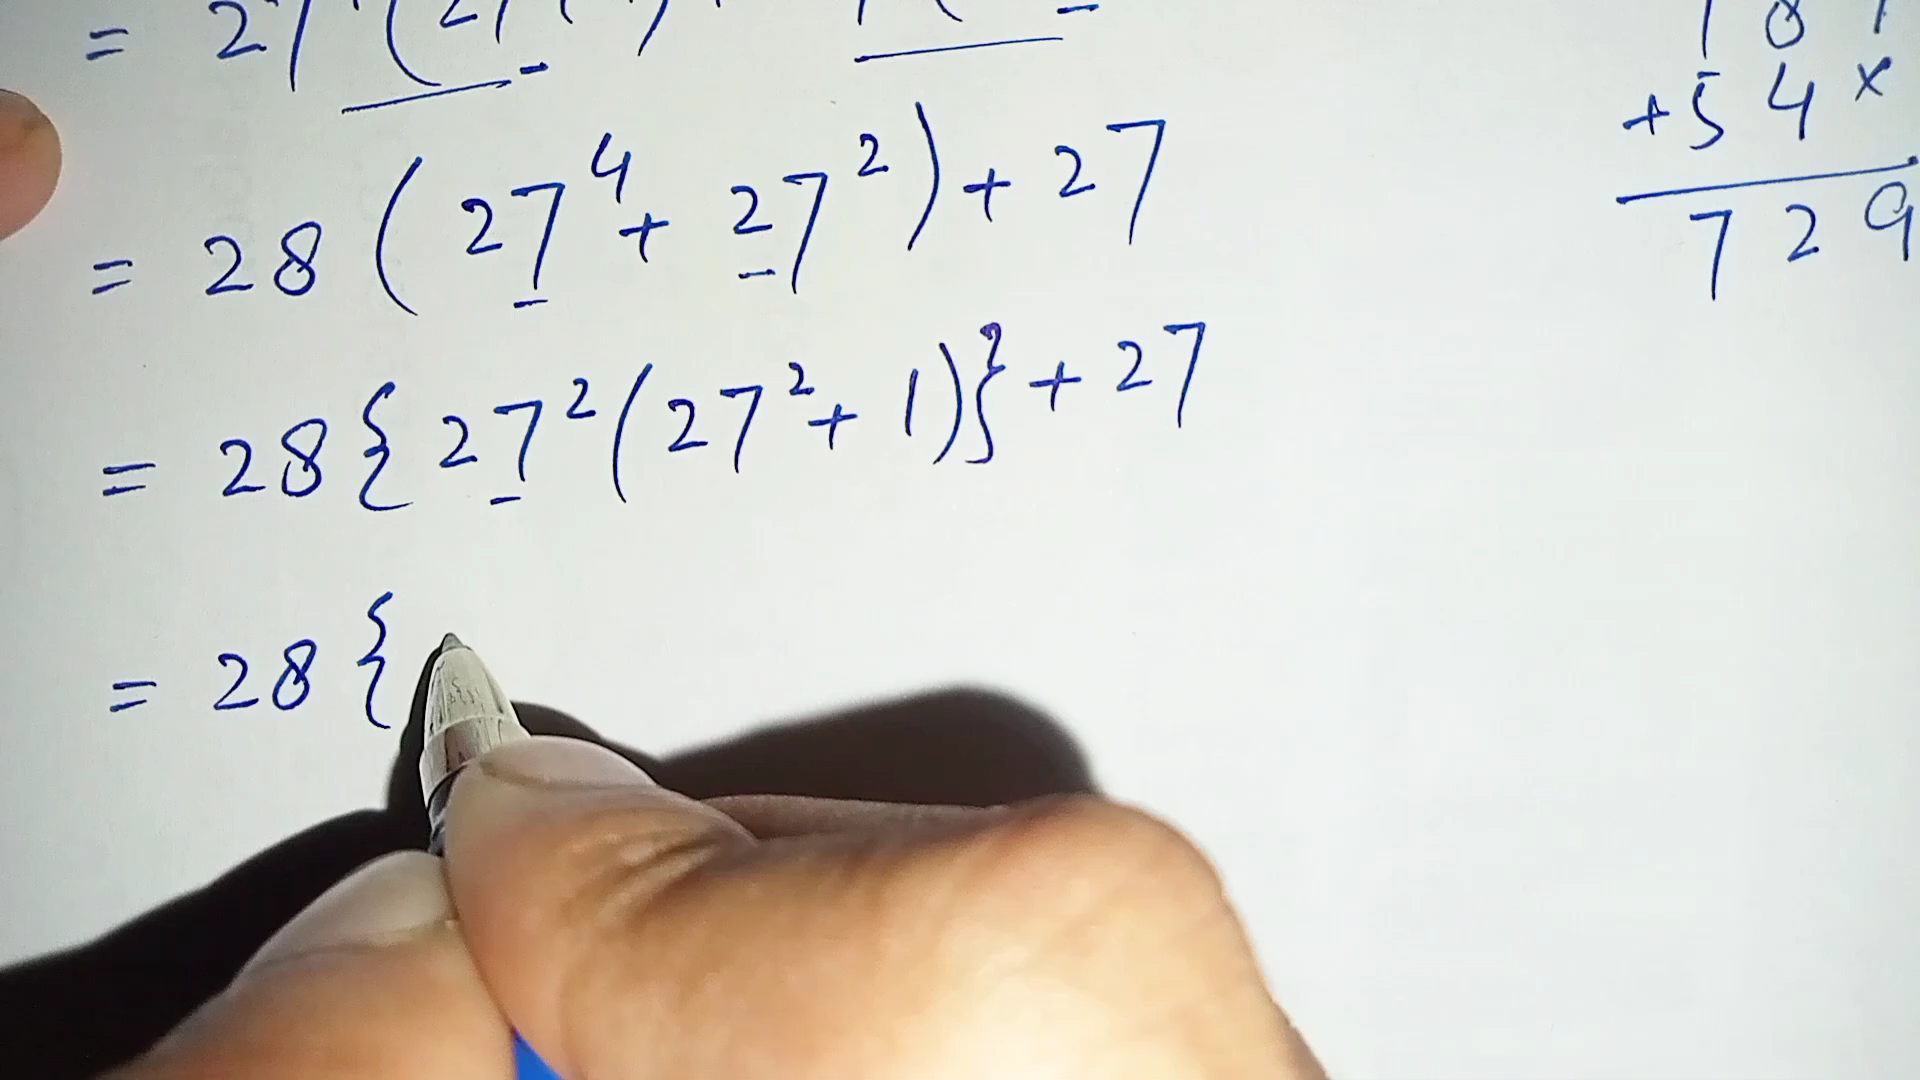 = 28 ( 27⁴ + 27² ) + 27
= 28 { 27² ( 27² + 1 ) } + 27
= 28 {
+ 5 4 ×
7 2 9